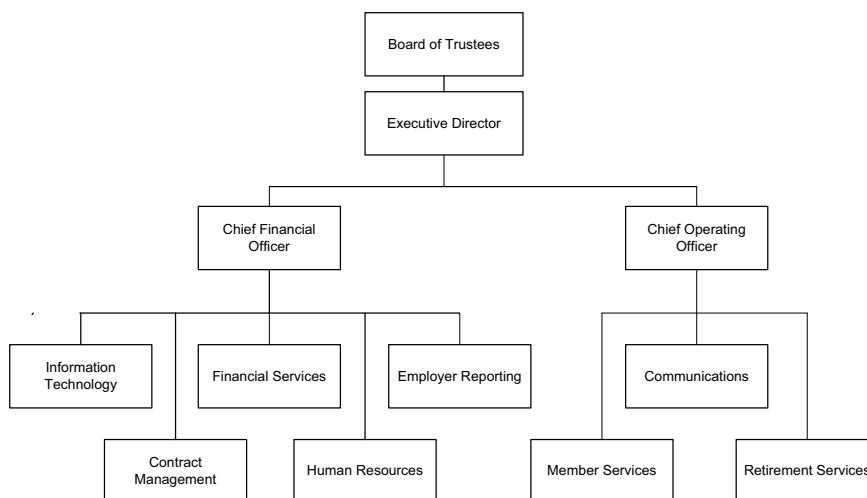 Board of Trustees
Executive Director
Chief Financial
Officer
Chief Operating
Officer
Information
Technology
Financial Services
Employer Reporting
Communications
Contract
Management
Human Resources
Member Services
Retirement Services